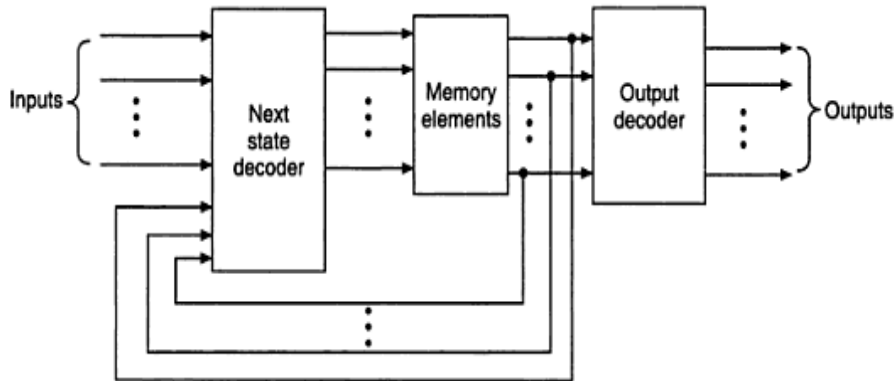 Inputs
Next
state
decoder
Memory
elements
Output
decoder
Outputs